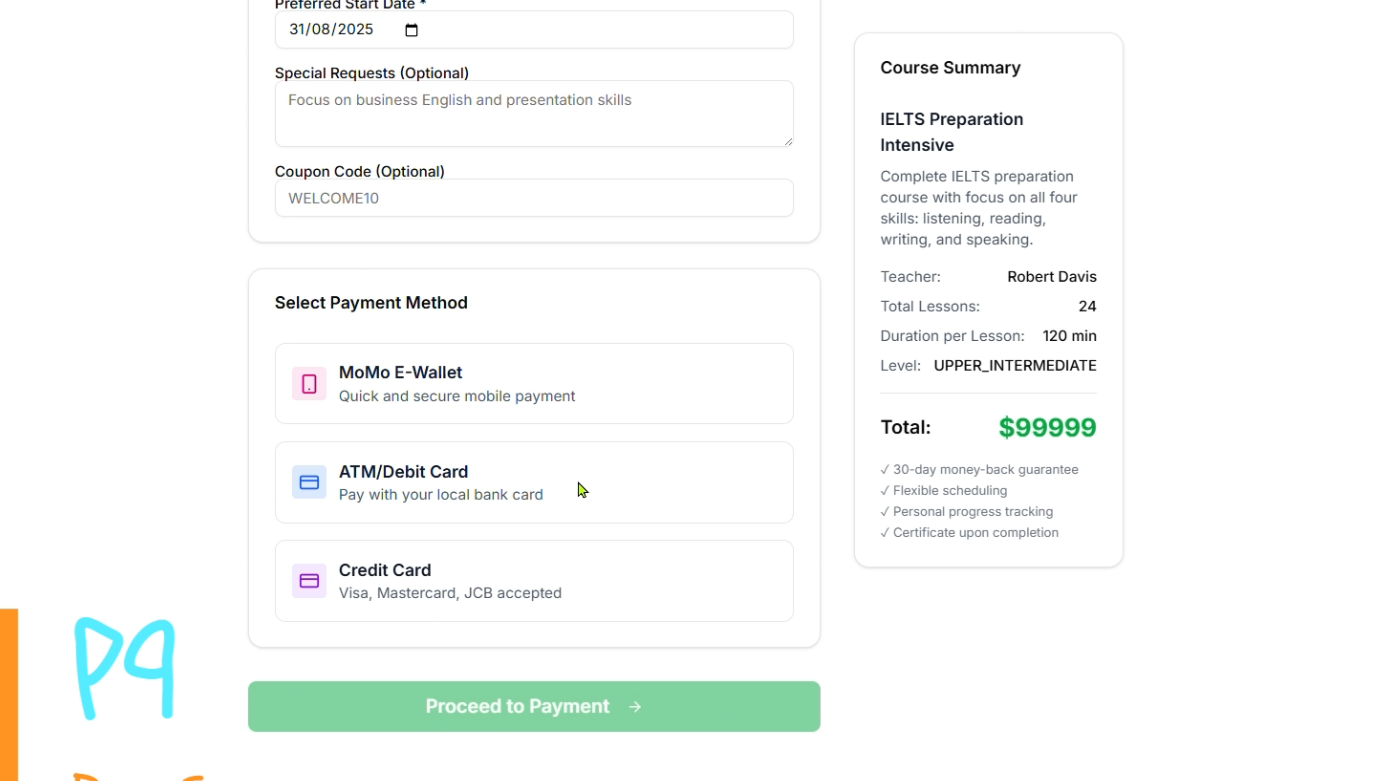 Preferred Start Date *
31/08/2025
Special Requests (Optional)
Focus on business English and presentation skills
Coupon Code (Optional)
WELCOME10
Select Payment Method
MoMo E-Wallet
Quick and secure mobile payment
ATM/Debit Card
Pay with your local bank card
Credit Card
Visa, Mastercard, JCB accepted
Proceed to Payment →
Course Summary
IELTS Preparation
Intensive
Complete IELTS preparation
course with focus on all four
skills: listening, reading,
writing, and speaking.
Teacher: Robert Davis
Total Lessons: 24
Duration per Lesson: 120 min
Level: UPPER_INTERMEDIATE
Total: $99999
✓ 30-day money-back guarantee
✓ Flexible scheduling
✓ Personal progress tracking
✓ Certificate upon completion
P9